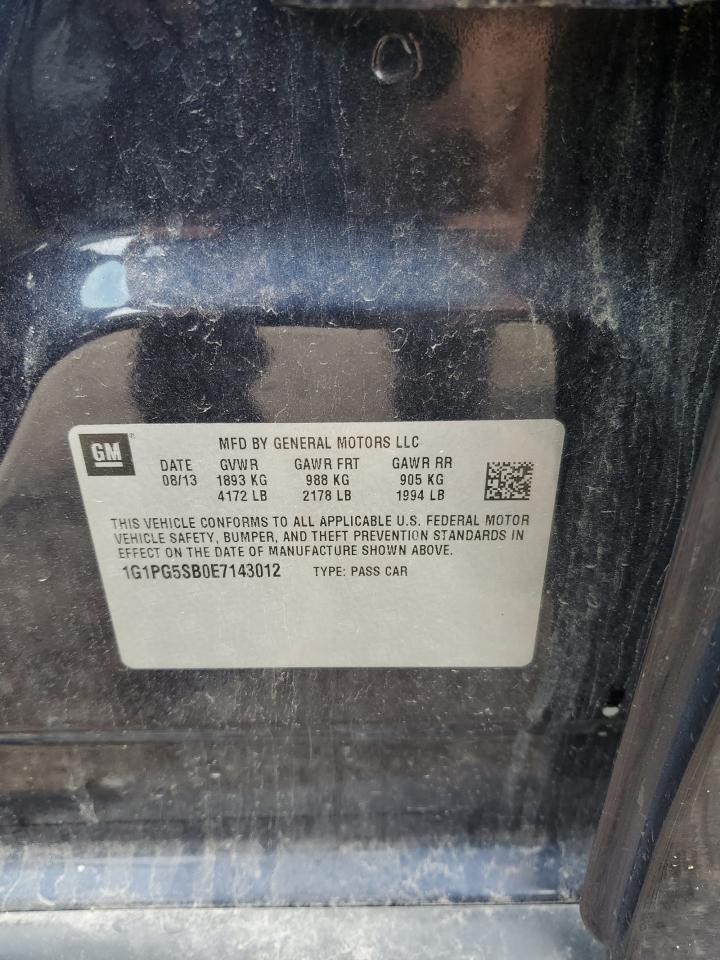 GM ®
MFD BY GENERAL MOTORS LLC
DATE GVWR GAWR FRT GAWR RR
08/13 1893 KG 988 KG 905 KG
4172 LB 2178 LB 1994 LB
THIS VEHICLE CONFORMS TO ALL APPLICABLE U.S. FEDERAL MOTOR
VEHICLE SAFETY, BUMPER, AND THEFT PREVENTION STANDARDS IN
EFFECT ON THE DATE OF MANUFACTURE SHOWN ABOVE.
1G1PG5SB0E7143012 TYPE: PASS CAR